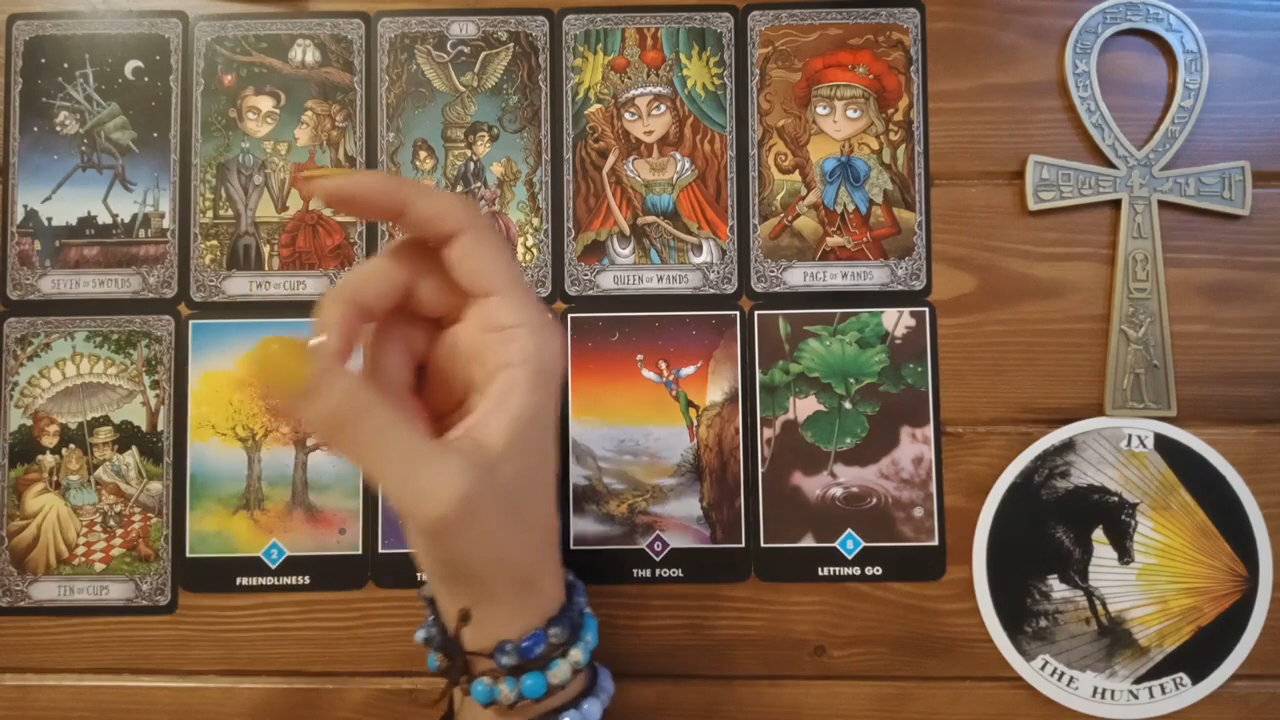 VI
SEVEN OF SWORDS
TWO OF CUPS
QUEEN OF WANDS
PAGE OF WANDS
TEN OF CUPS
2
FRIENDLINESS
TH
0
THE FOOL
8
LETTING GO
IX
THE HUNTER